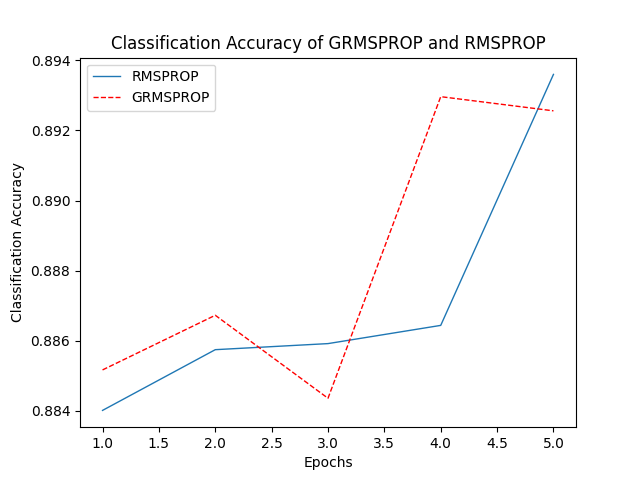 Classification Accuracy of GRMSPROP and RMSPROP
RMSPROP
GRMSPROP
Classification Accuracy
0.894
0.892
0.890
0.888
0.886
0.884
1.0 1.5 2.0 2.5 3.0 3.5 4.0 4.5 5.0
Epochs